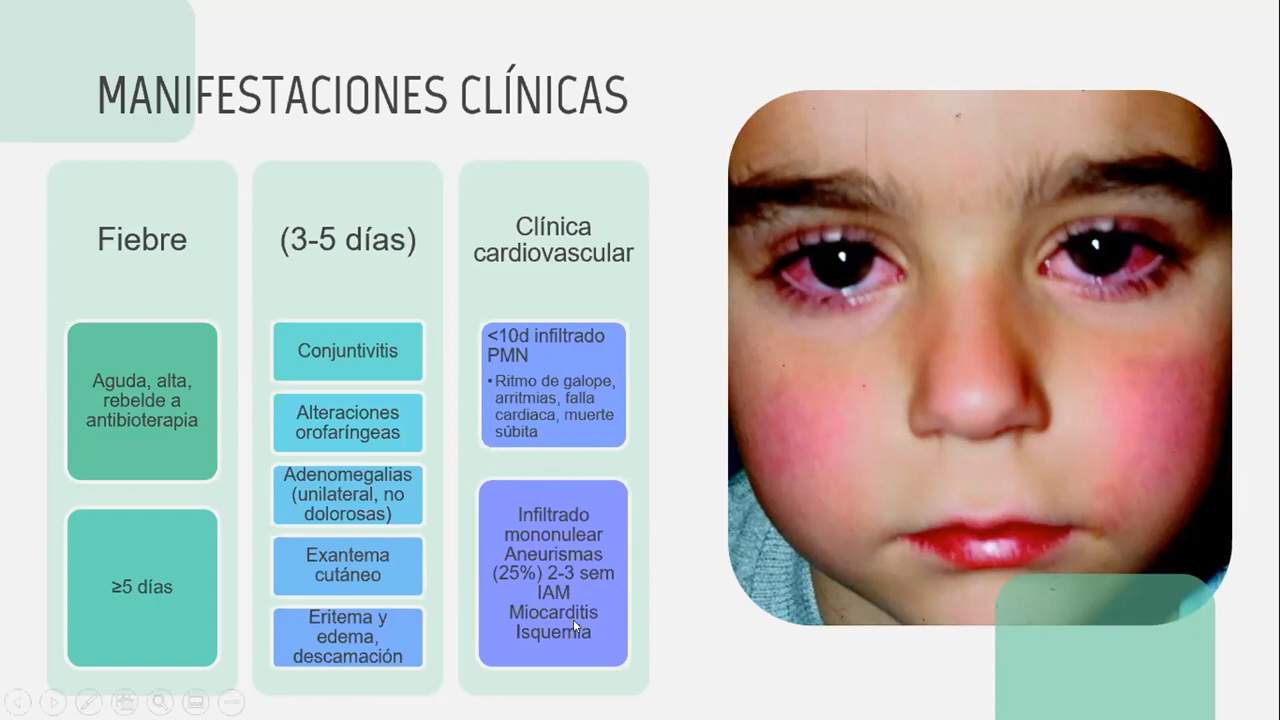 MANIFESTACIONES CLÍNICAS
Fiebre
Aguda, alta,
rebelde a
antibioterapia
≥5 días
(3-5 días)
Conjuntivitis
Alteraciones
orofaríngeas
Adenomegalias
(unilateral, no
dolorosas)
Exantema
cutáneo
Eritema y
edema,
descamación
Clínica
cardiovascular
<10d infiltrado
PMN
•Ritmo de galope,
arritmias, falla
cardiaca, muerte
súbita
Infiltrado
mononulear
Aneurismas
(25%) 2-3 sem
IAM
Miocarditis
Isquemia